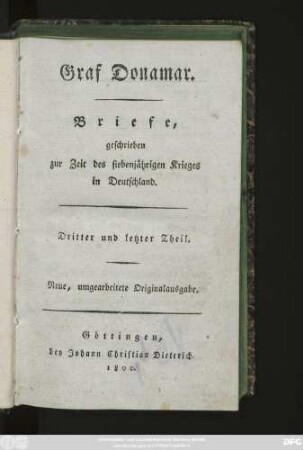 Graf Donamar.
Briefe,
geschrieben
zur Zeit des siebenjährigen Krieges
in Deutschland.
Dritter und letzter Theil.
Neue, umgearbeitete Originalausgabe.
Göttingen,
bey Johann Christian Dieterich
1800.